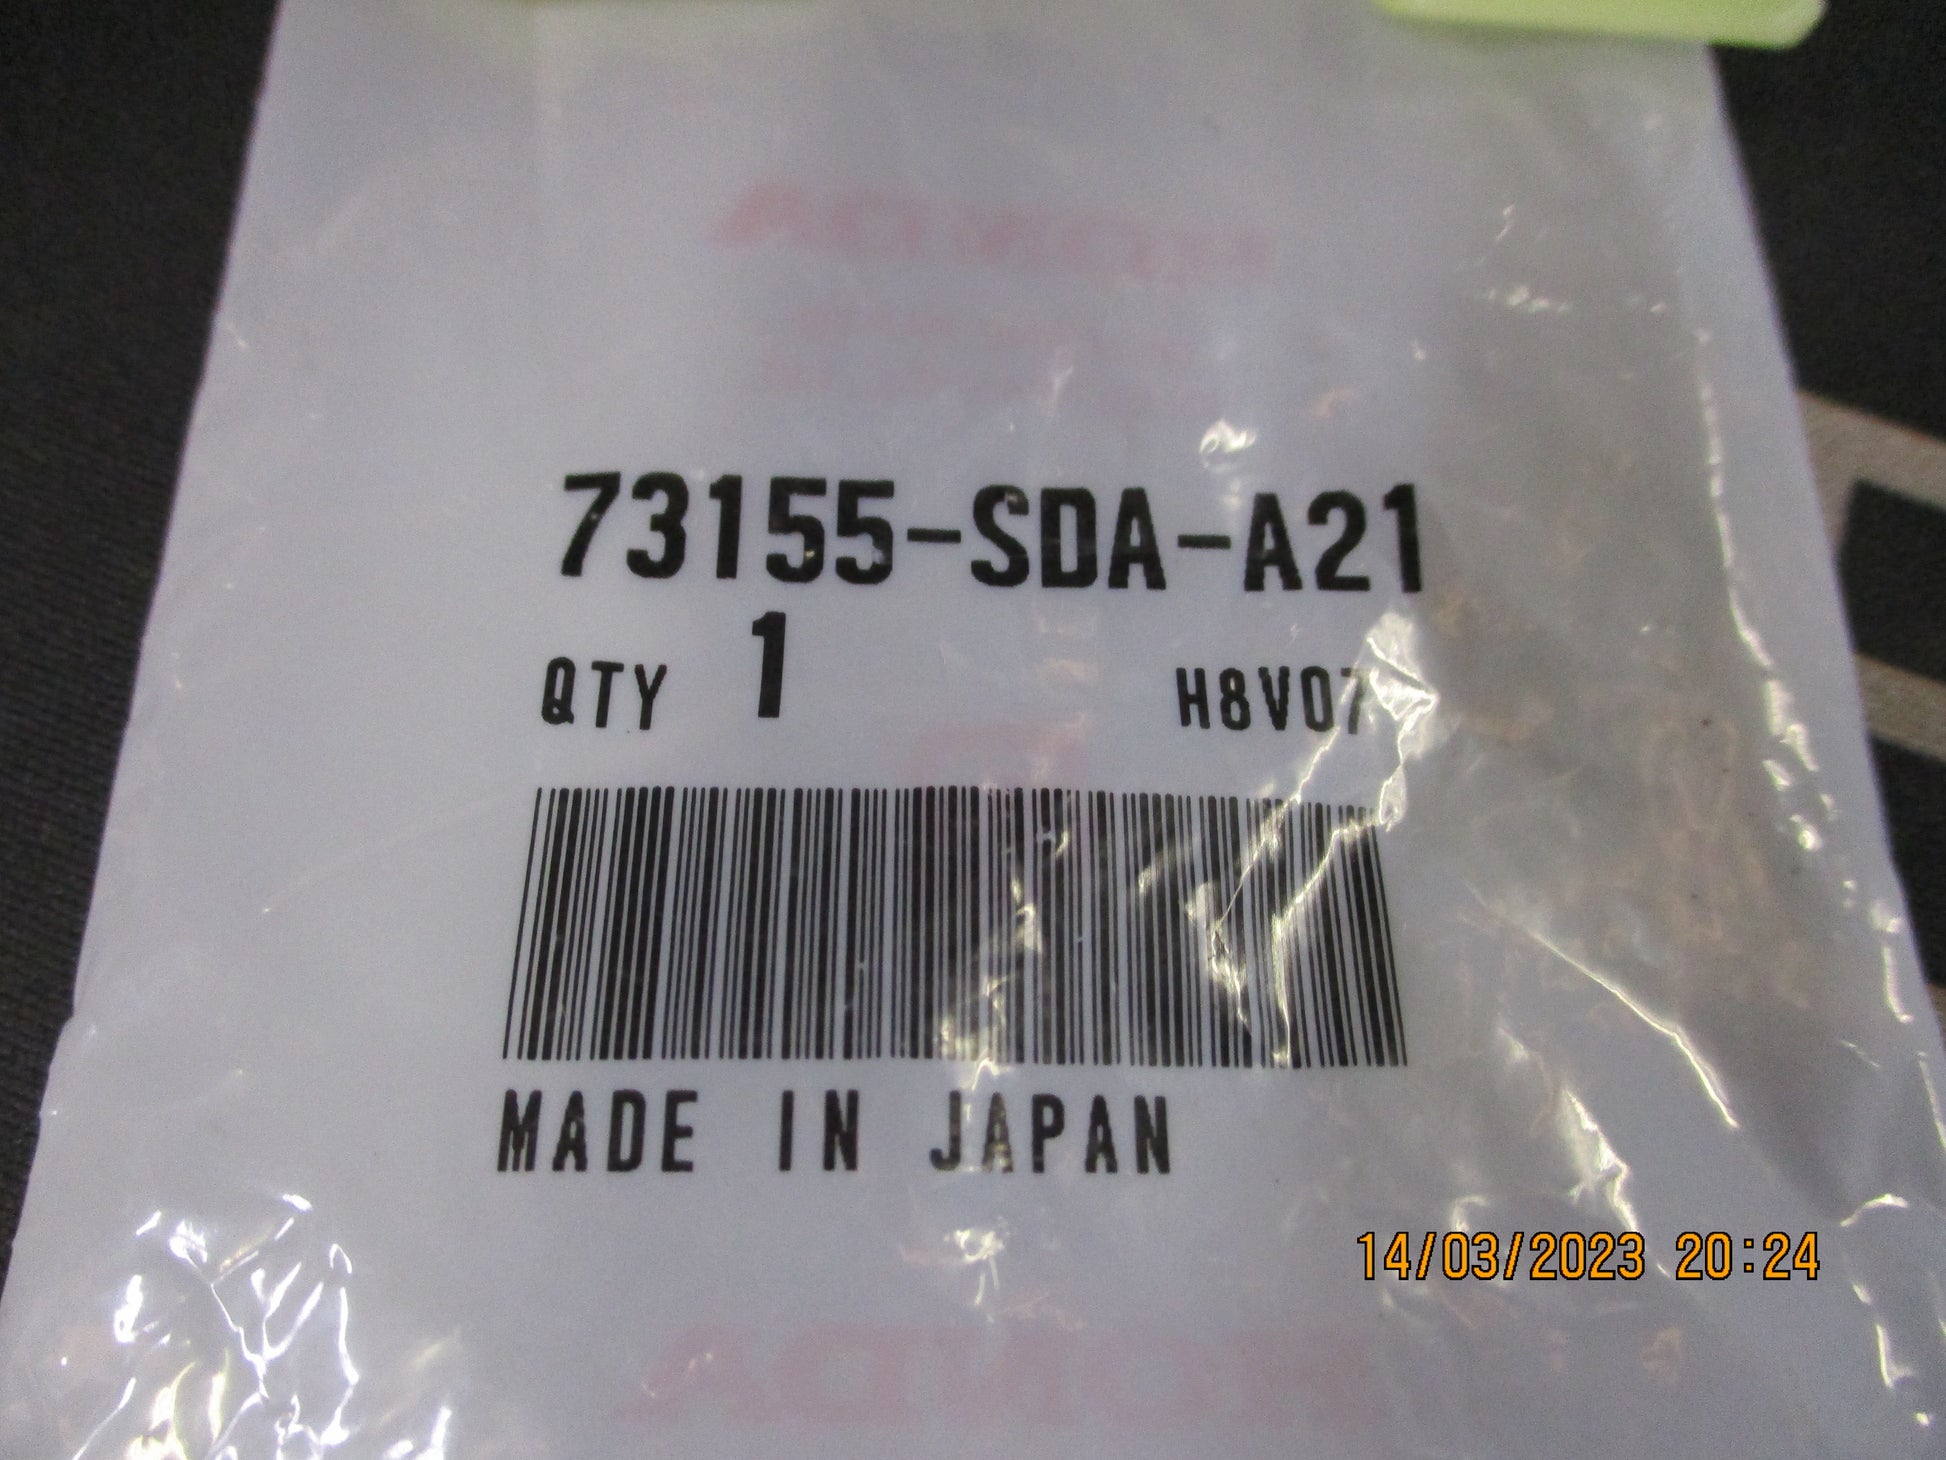 73155-SDA-A21
QTY 1 H8V07
MADE IN JAPAN
14/03/2023 20:24